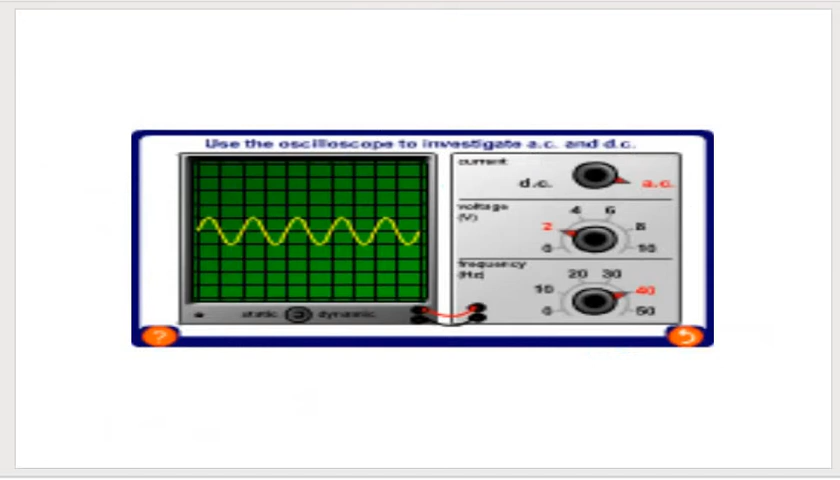 Use the oscilloscope to investigate a.c. and d.c.
current
d.c. a.c.
voltage
(V)
0 2 4 6 8 10
frequency
(Hz)
0 10 20 30 40 50
static dynamic
?